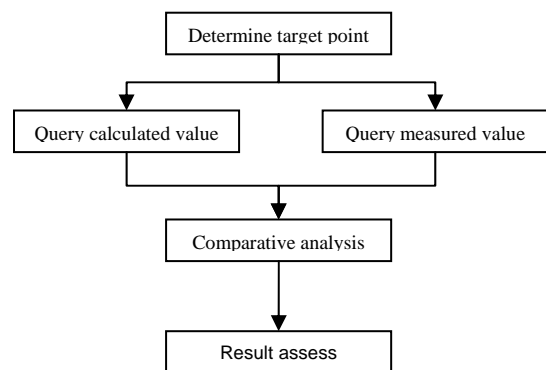 Determine target point
Query calculated value
Query measured value
Comparative analysis
Result assess